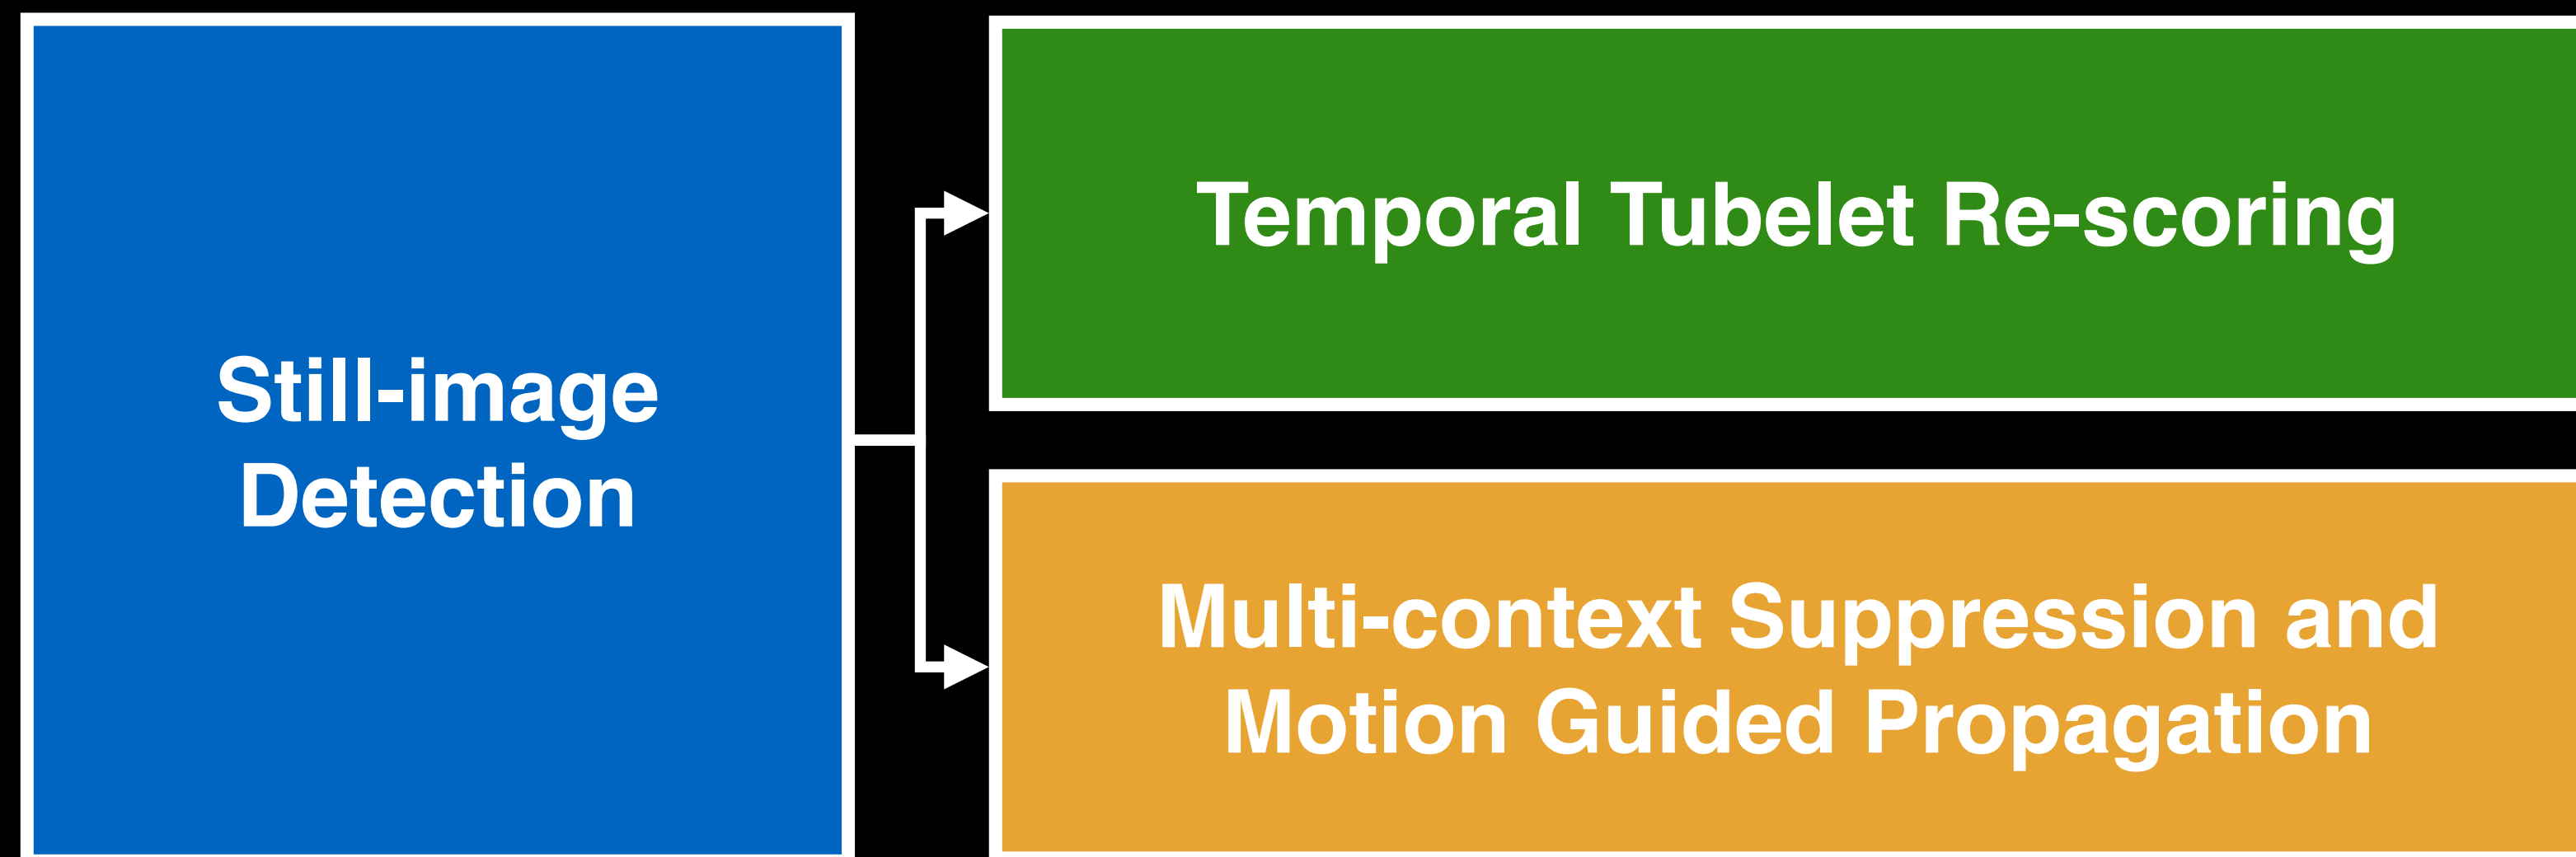 Still-image
Detection
Temporal Tubelet Re-scoring
Multi-context Suppression and
Motion Guided Propagation